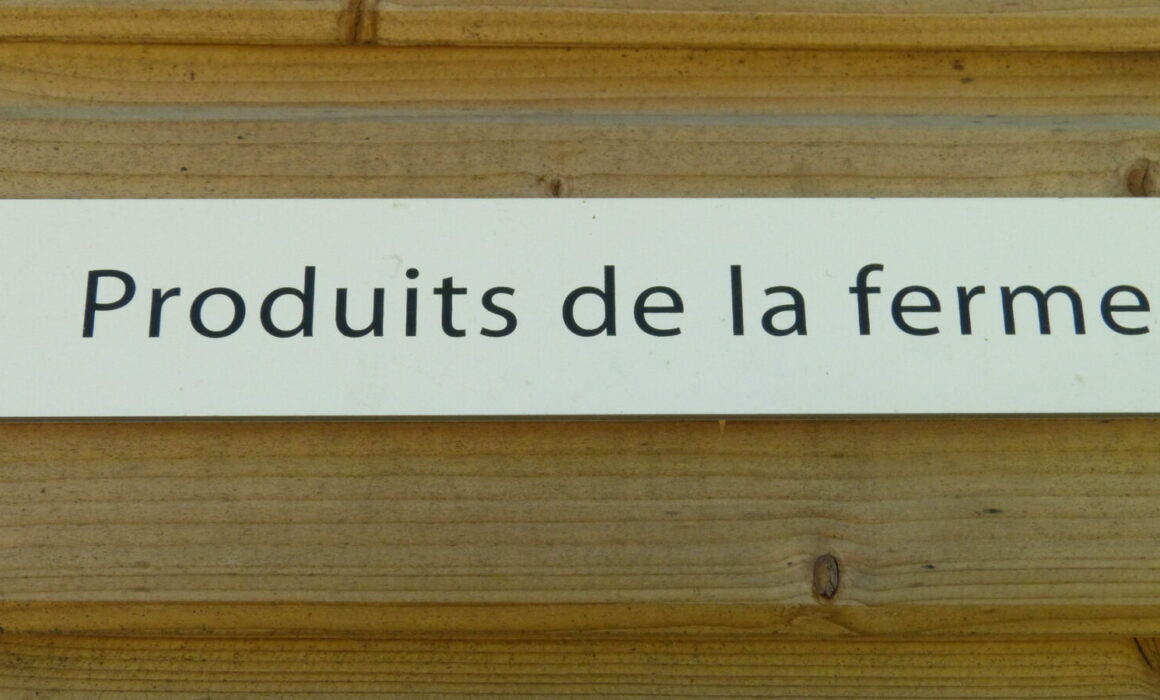 Produits de la ferme